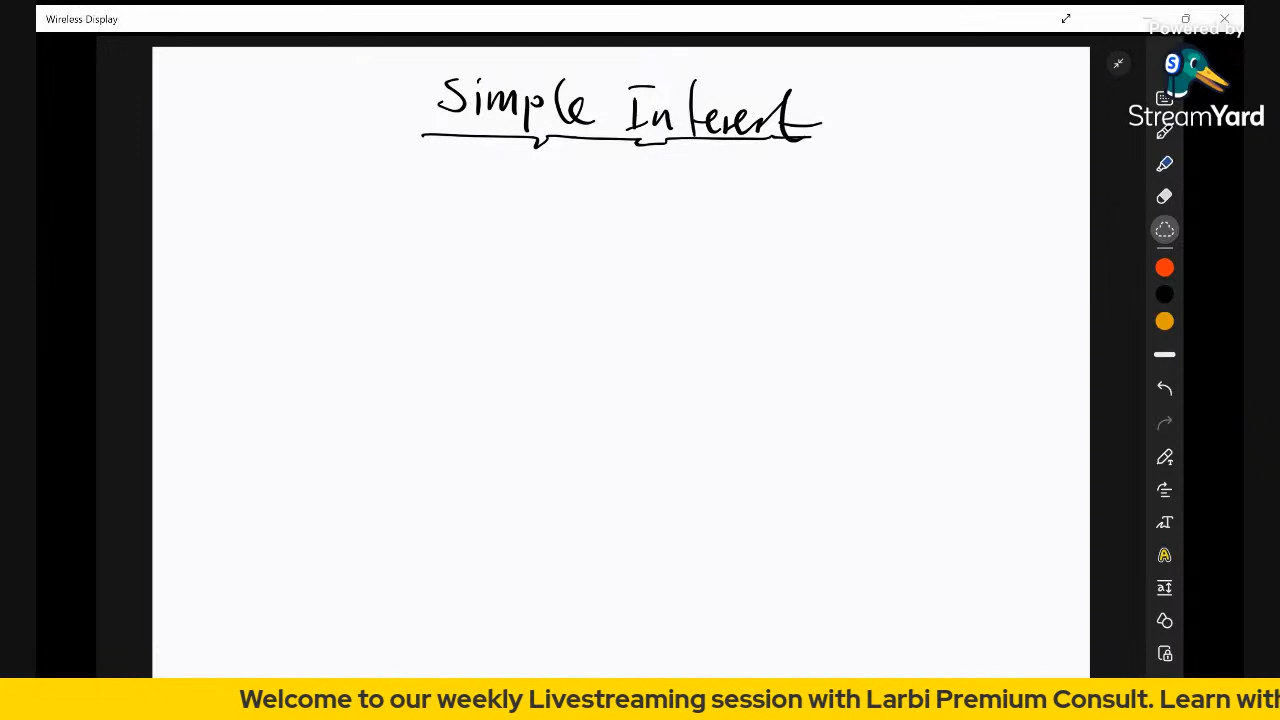 Wireless Display
Powered by
StreamYard
Simple Interest
Welcome to our weekly Livestreaming session with Larbi Premium Consult. Learn with